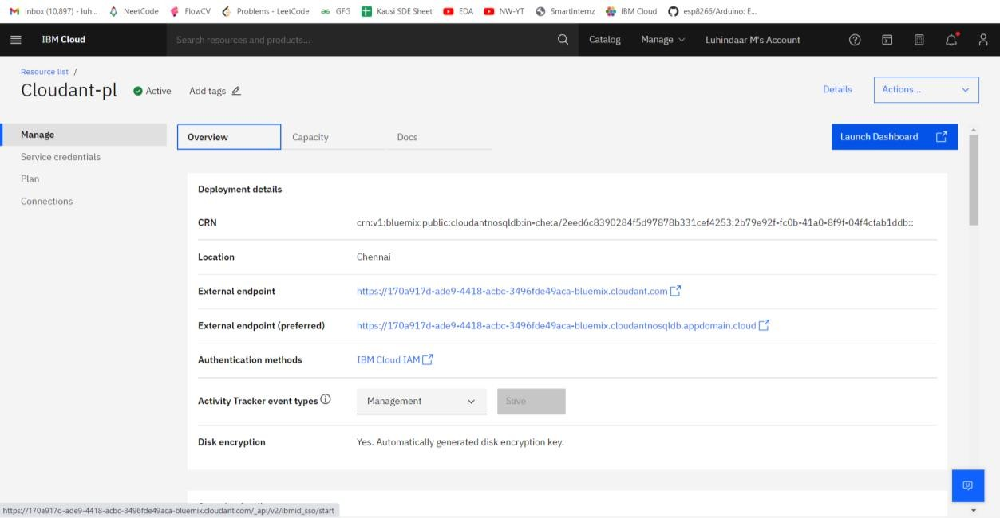 Inbox (10,897) - luh... NeetCode FlowCV Problems - LeetCode GFG Kausi SDE Sheet EDA NW-YT SmartInternz IBM Cloud esp8266/Arduino: E...
IBM Cloud Search resources and products... Catalog Manage Luhindaar M's Account
Resource list /
Cloudant-pl Active Add tags Details Actions...
Manage Overview Capacity Docs Launch Dashboard
Service credentials
Plan
Connections
Deployment details
CRN crn:v1:bluemix:public:cloudantnosqldb:in-che:a/2eed6c8390284f5d97878b331cef4253:2b79e92f-fc0b-41a0-8f9f-04f4cfab1ddb::
Location Chennai
External endpoint https://170a917d-ade9-4418-acbc-3496fde49aca-bluemix.cloudant.com
External endpoint (preferred) https://170a917d-ade9-4418-acbc-3496fde49aca-bluemix.cloudantnosqldb.appdomain.cloud
Authentication methods IBM Cloud IAM
Activity Tracker event types Management Save
Disk encryption Yes. Automatically generated disk encryption key.
https://170a917d-ade9-4418-acbc-3496fde49aca-bluemix.cloudant.com/_api/v2/ibmid_sso/start